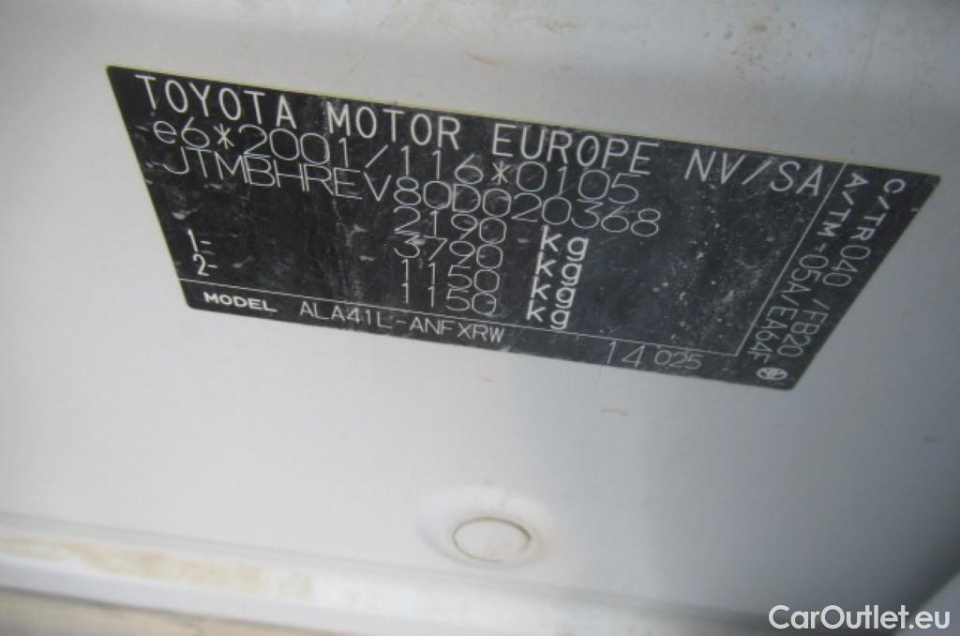 TOYOTA MOTOR EUROPE NV/SA
e6*2001/116*0105
JTMBHREV80D020368
2190 kg
3790 kg
1- 1150 kg
2- 1150 kg
MODEL ALA41L-ANFXRW
14 025
C/TR 040 /FB20
A/TM -05A/EA64F
CarOutlet.eu